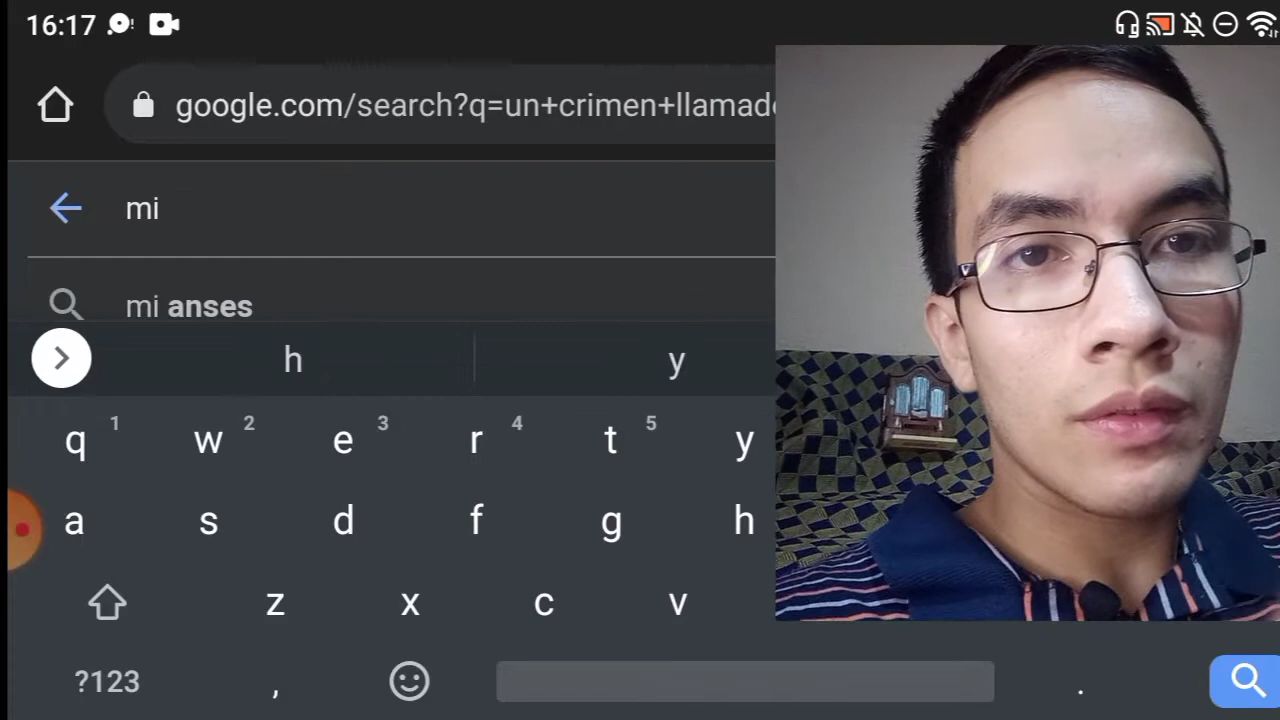 16:17
google.com/search?q=un+crimen+llamad
mi
mi anses
h y
1 2 3 4 5
q w e r t y
a s d f g h
z x c v
?123 , .